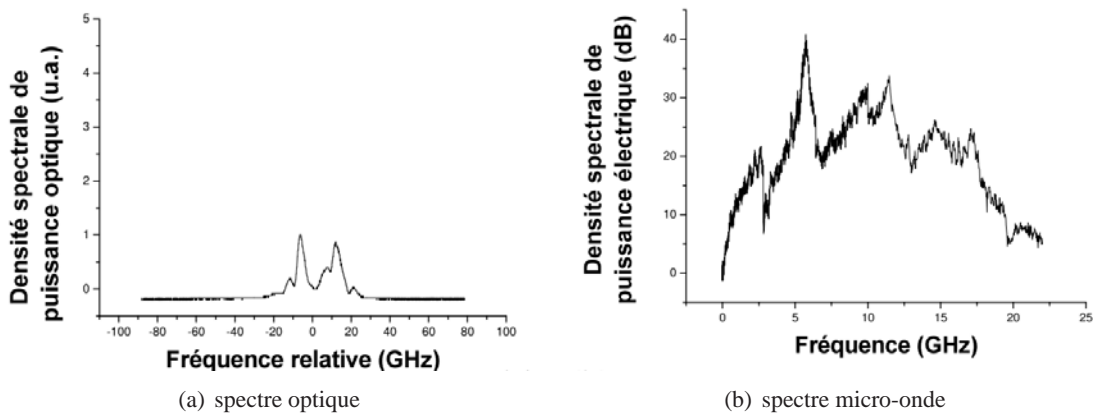 Densité spectrale de
puissance optique (u.a.)
5
4
3
2
1
0
-100 -80 -60 -40 -20 0 20 40 60 80 100
Fréquence relative (GHz)
(a) spectre optique
Densité spectrale de
puissance électrique (dB)
40
30
20
10
0
0 5 10 15 20 25
Fréquence (GHz)
(b) spectre micro-onde